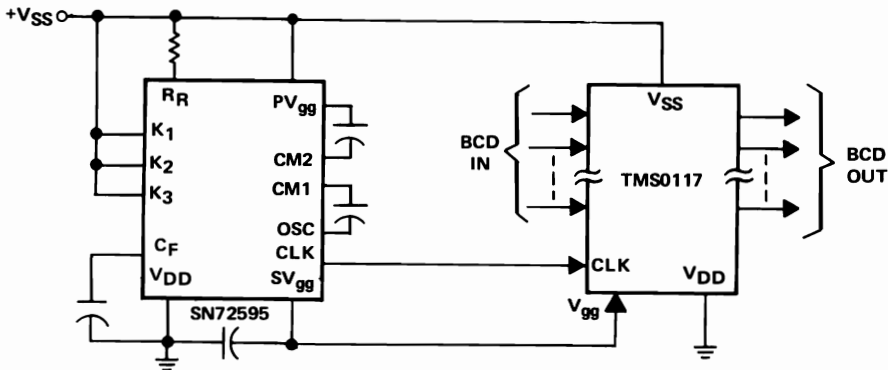 +VSS
RR
PVgg
K1
K2
CM2
K3
CM1
OSC
CF
CLK
VDD
SVgg
SN72595
BCD
IN
VSS
TMS0117
BCD
OUT
CLK
VDD
Vgg